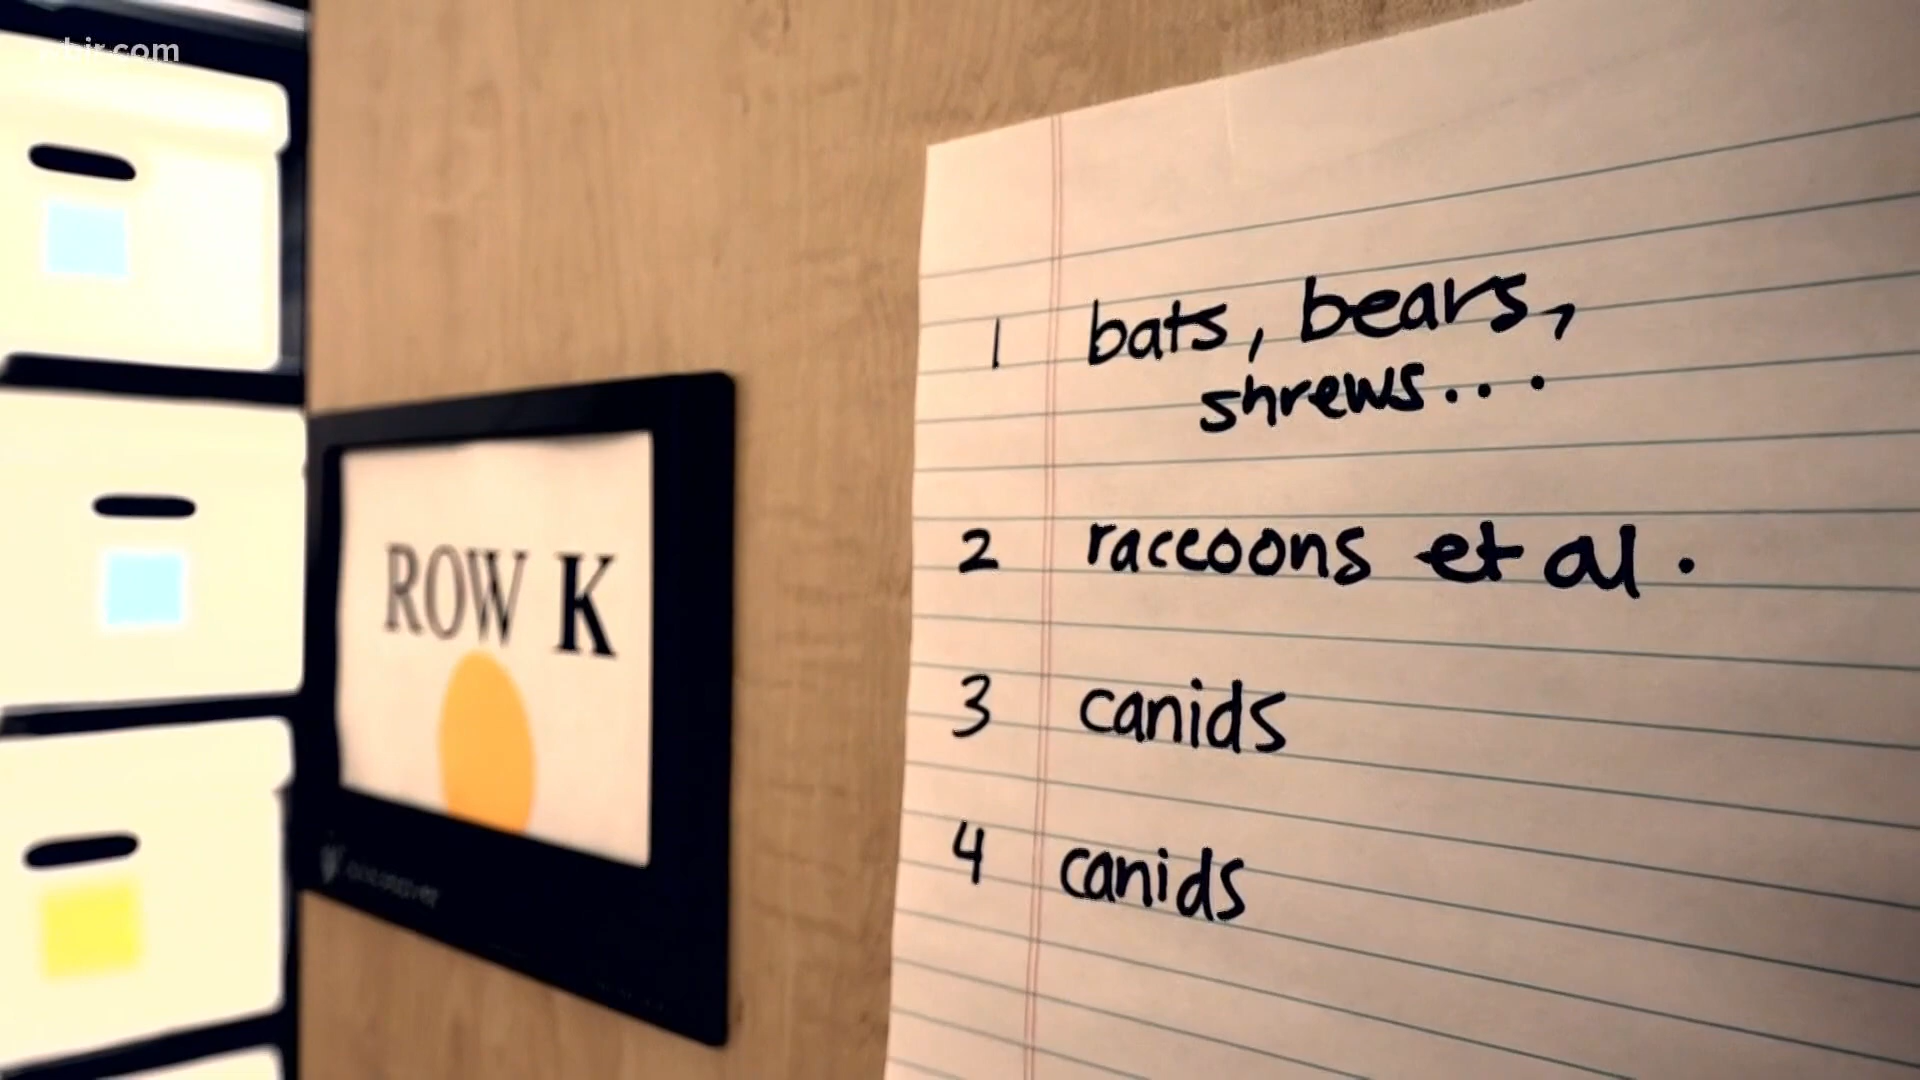 wbir.com
ROW K
1 bats, bears,
shrews...
2 raccoons et al.
3 canids
4 canids